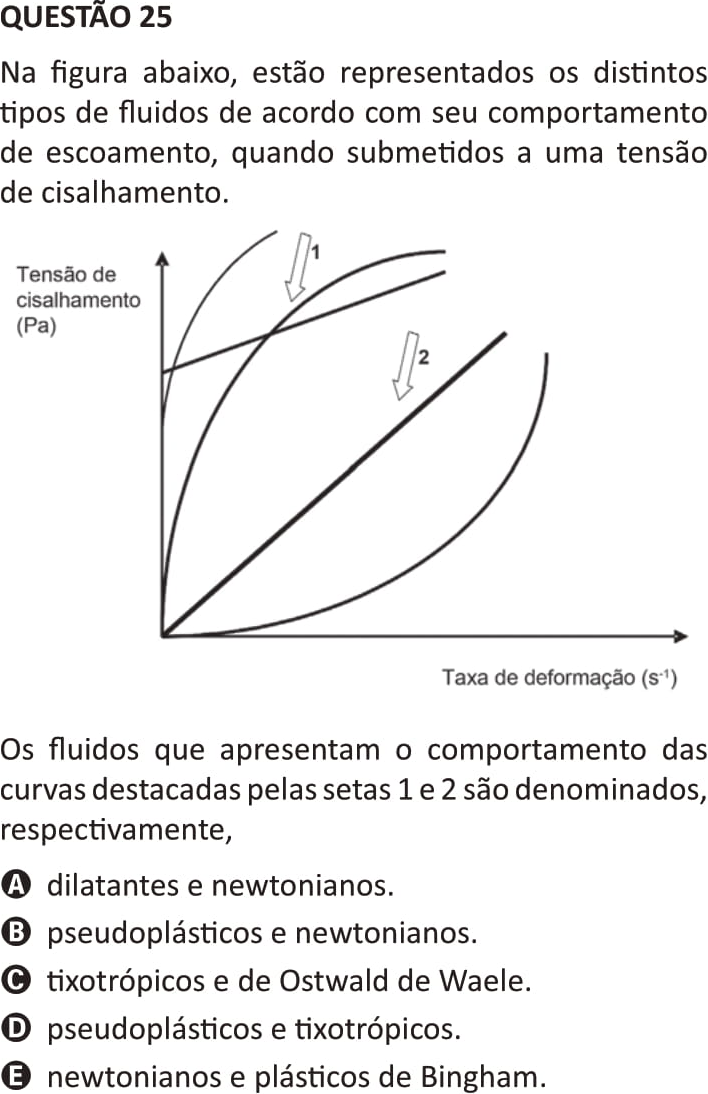 QUESTÃO 25
Na figura abaixo, estão representados os distintos
tipos de fluidos de acordo com seu comportamento
de escoamento, quando submetidos a uma tensão
de cisalhamento.
Tensão de
cisalhamento
(Pa)
1
2
Taxa de deformação (s⁻¹)
Os fluidos que apresentam o comportamento das
curvas destacadas pelas setas 1 e 2 são denominados,
respectivamente,
A dilatantes e newtonianos.
B pseudoplásticos e newtonianos.
C tixotrópicos e de Ostwald de Waele.
D pseudoplásticos e tixotrópicos.
E newtonianos e plásticos de Bingham.